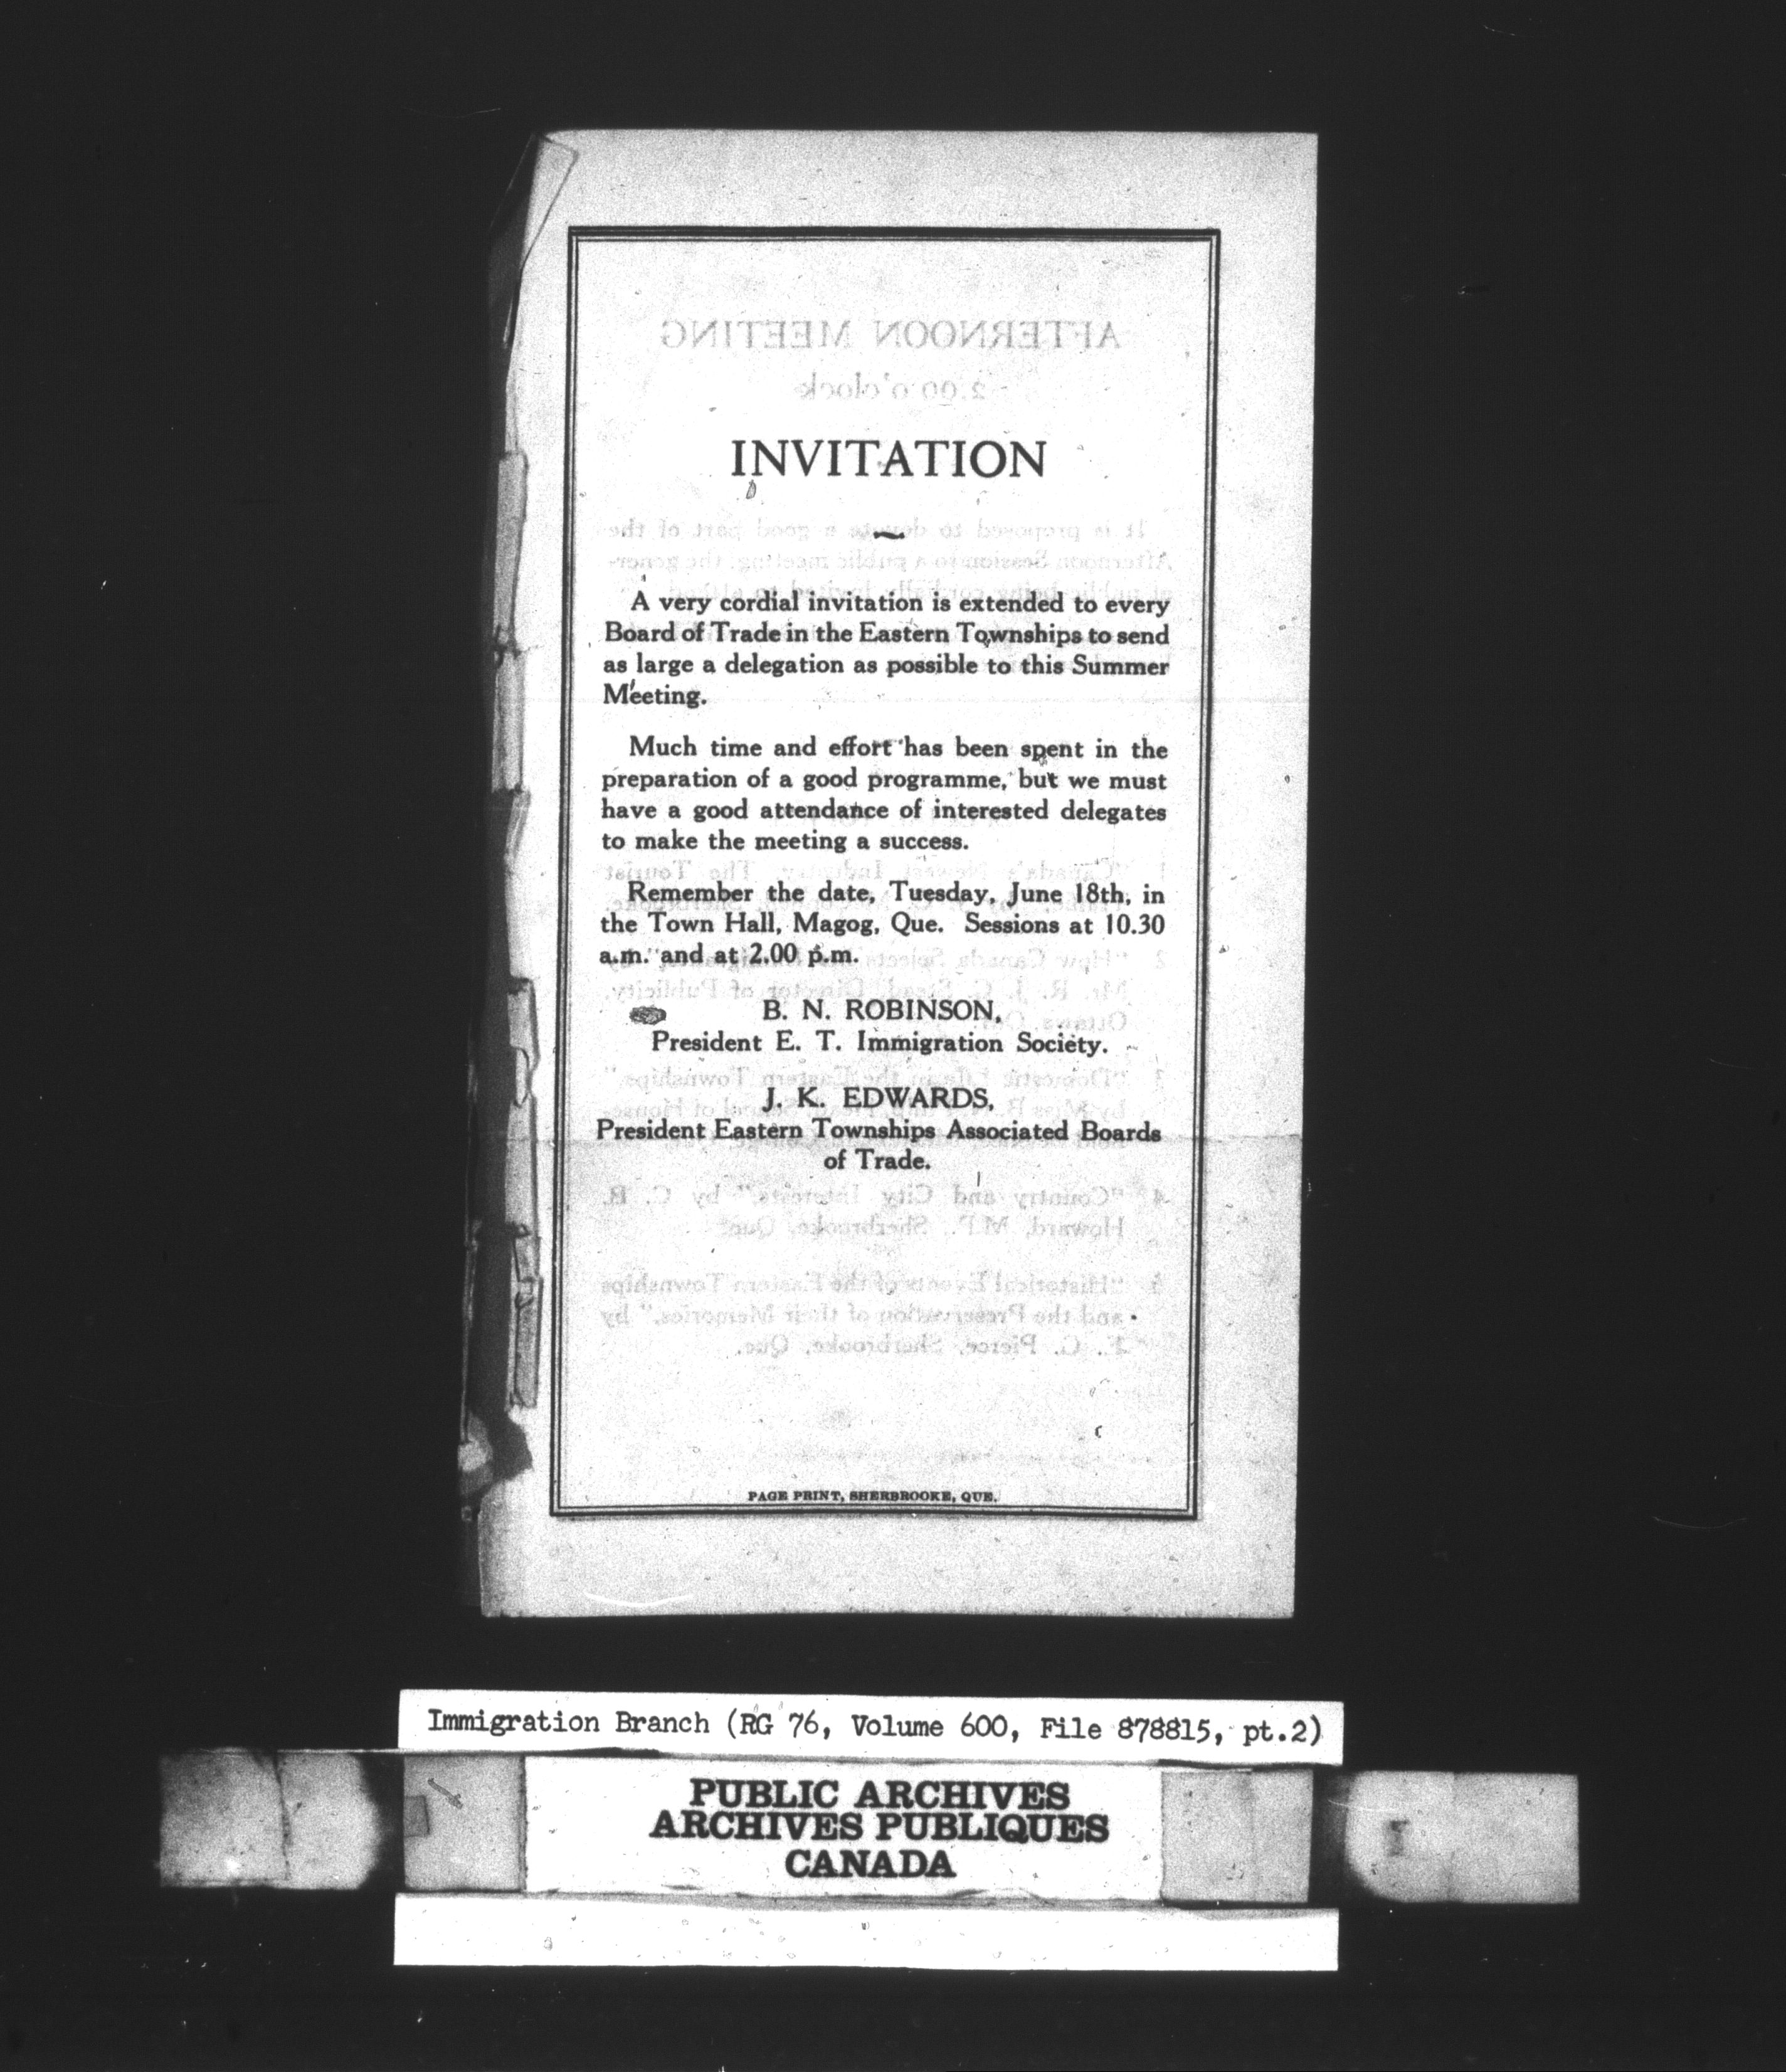 INVITATION
A very cordial invitation is extended to every
Board of Trade in the Eastern Townships to send
as large a delegation as possible to this Summer
Meeting.
Much time and effort has been spent in the
preparation of a good programme, but we must
have a good attendance of interested delegates
to make the meeting a success.
Remember the date, Tuesday, June 18th, in
the Town Hall, Magog, Que. Sessions at 10.30
a.m. and at 2.00 p.m.
B. N. ROBINSON,
President E. T. Immigration Society.
J. K. EDWARDS,
President Eastern Townships Associated Boards
of Trade.
PAGE PRINT, SHERBROOKE, QUE.
Immigration Branch (RG 76, Volume 600, File 878815, pt.2)
PUBLIC ARCHIVES
ARCHIVES PUBLIQUES
CANADA